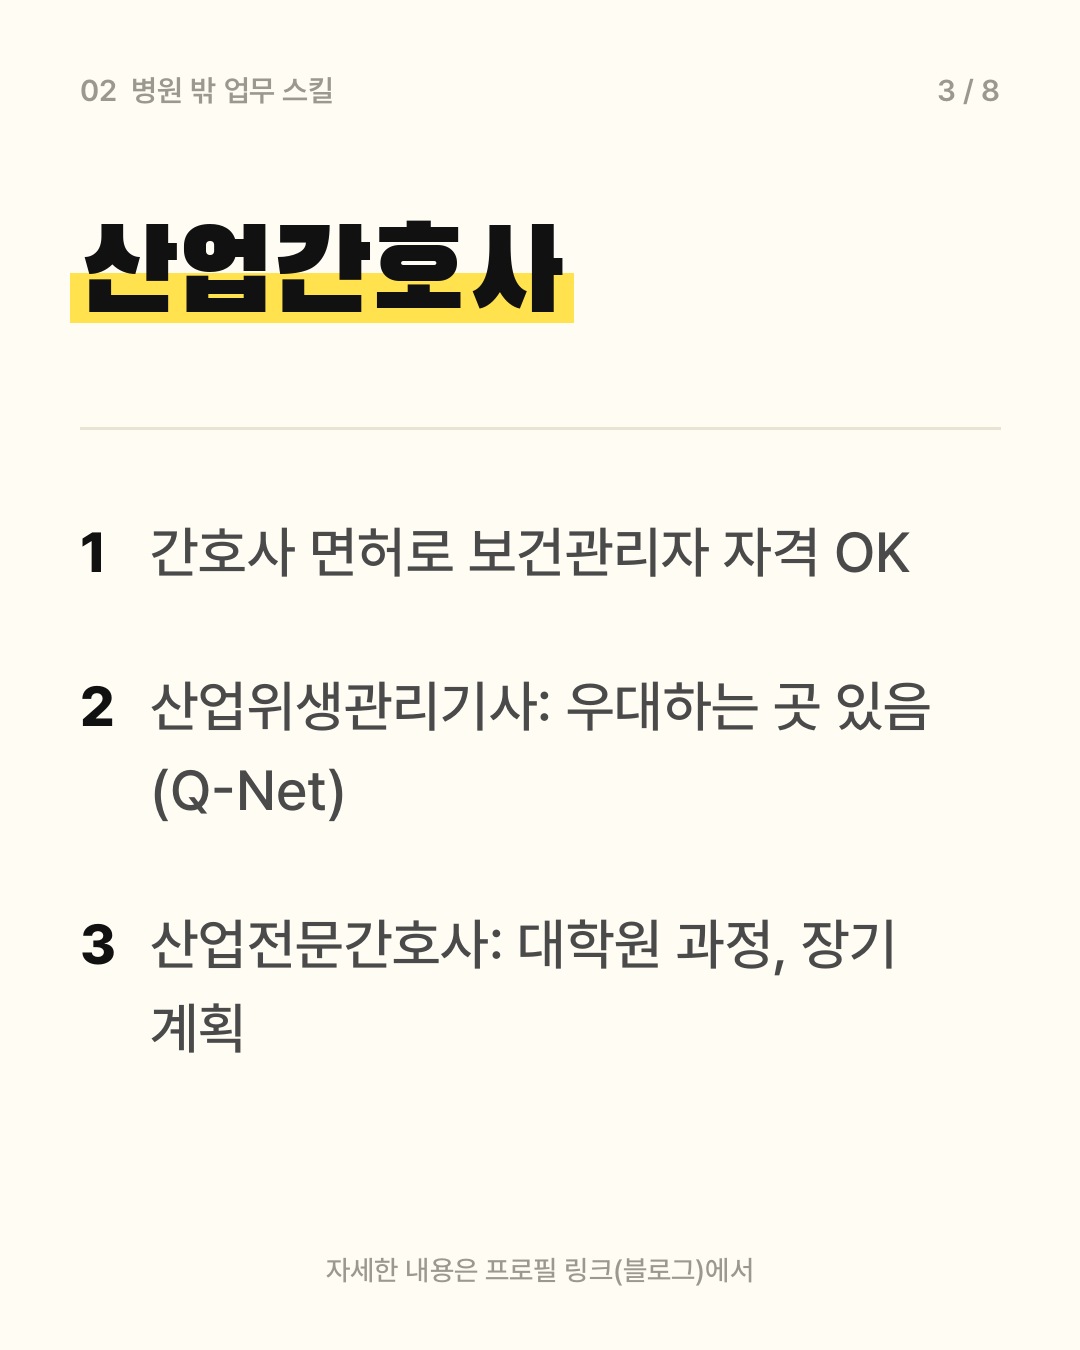 02 병원 밖 업무 스킬
3 / 8
산업간호사
1 간호사 면허로 보건관리자 자격 OK
2 산업위생관리기사: 우대하는 곳 있음
(Q-Net)
3 산업전문간호사: 대학원 과정, 장기
계획
자세한 내용은 프로필 링크(블로그)에서